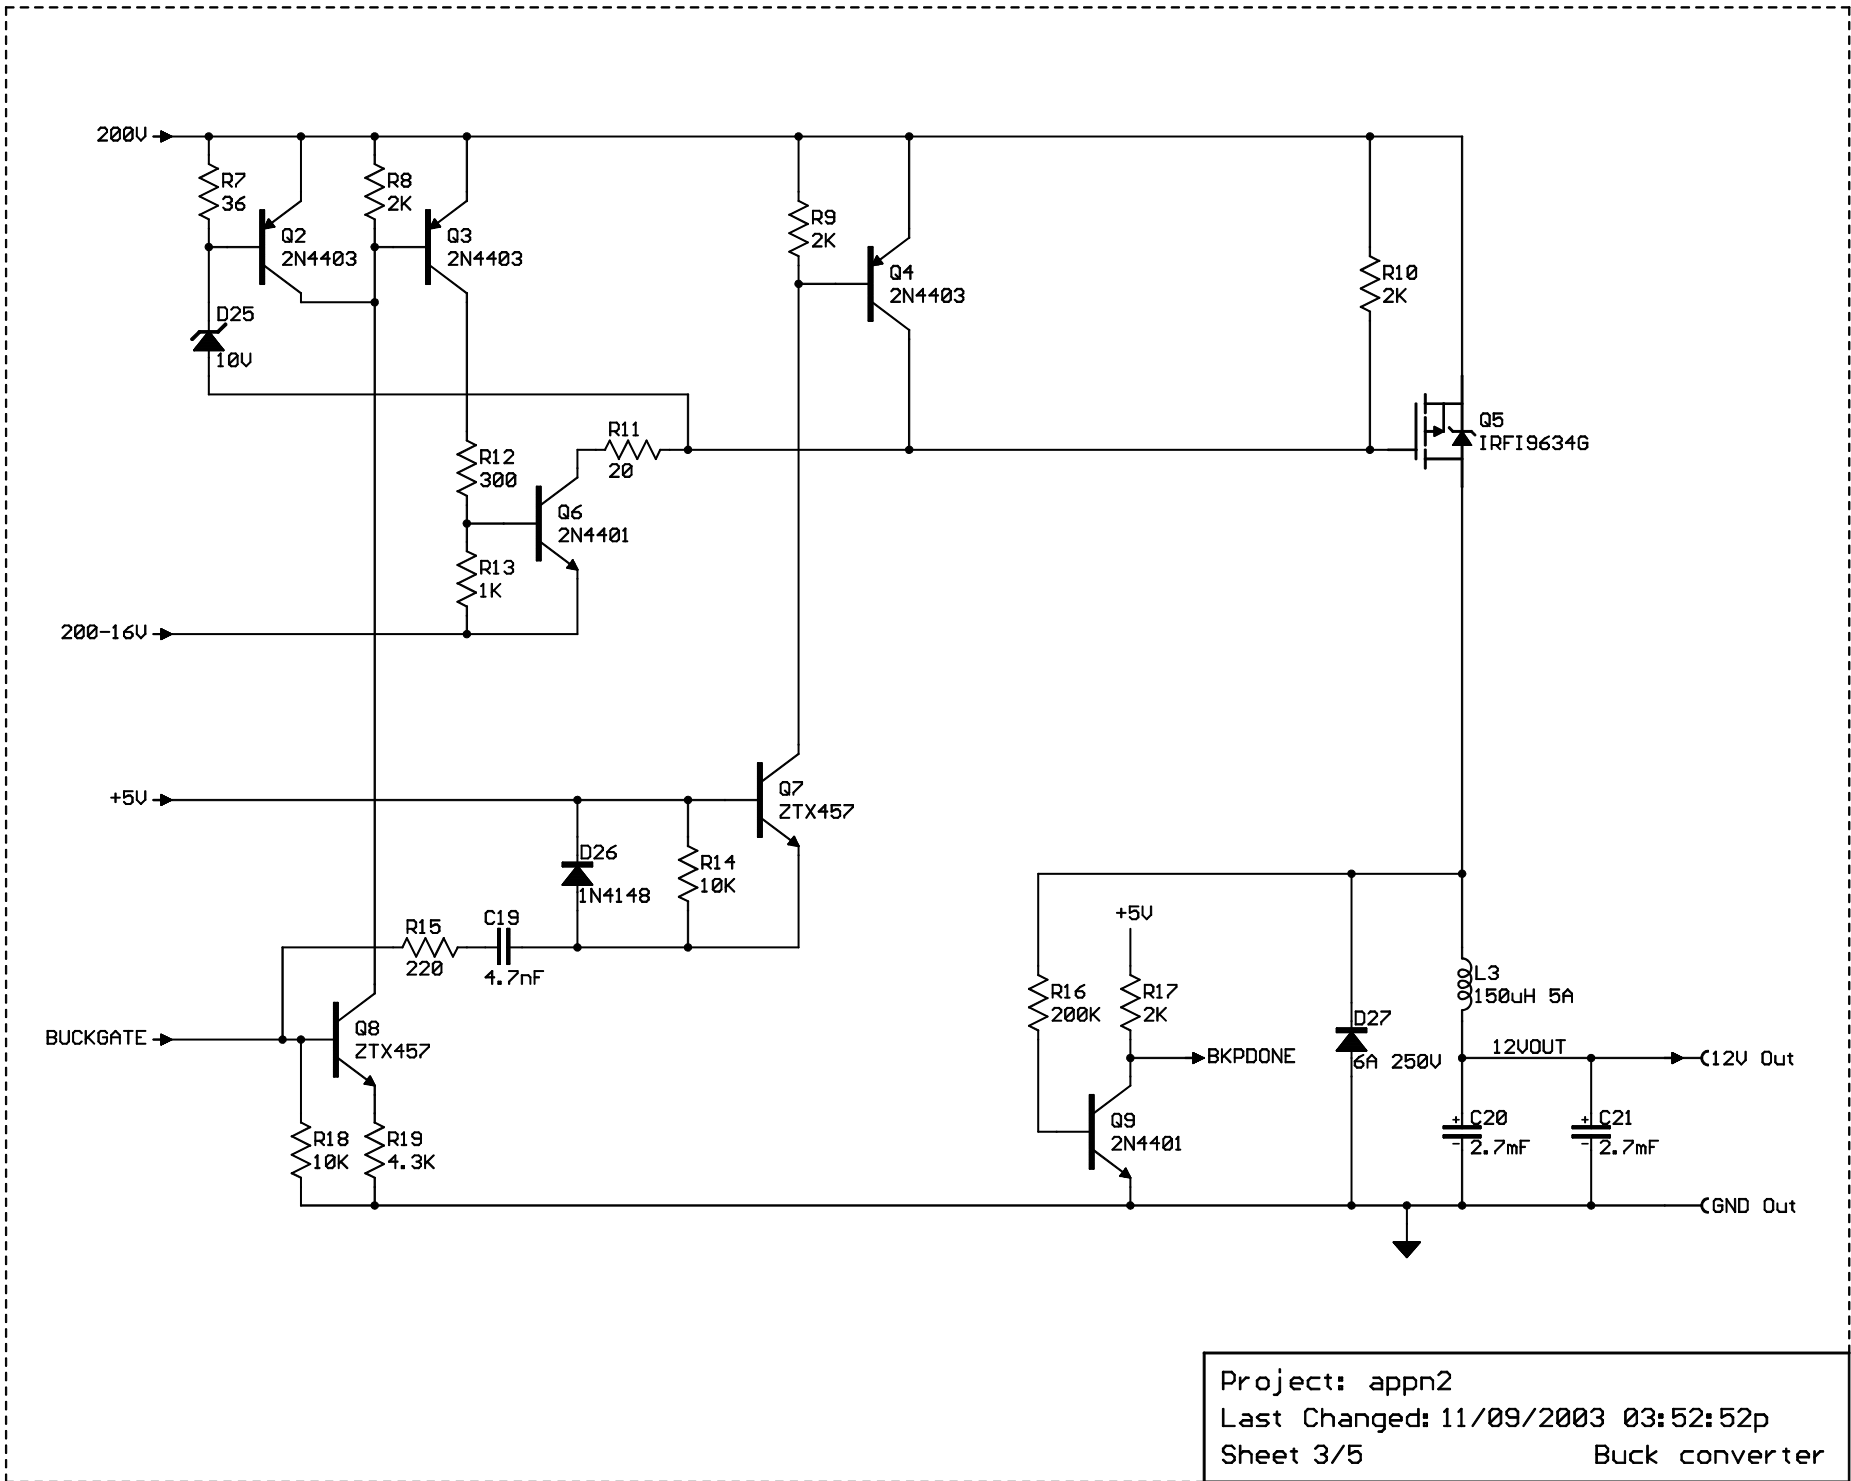 200V
R7
36
Q2
2N4403
R8
2K
Q3
2N4403
R9
2K
Q4
2N4403
R10
2K
D25
10V
Q5
IRFI9634G
R11
20
R12
300
Q6
2N4401
R13
1K
200-16V
+5V
Q7
ZTX457
D26
1N4148
R14
10K
R15
220
C19
4.7nF
+5V
R16
200K
R17
2K
L3
150uH 5A
BUCKGATE
Q8
ZTX457
BKPDONE
D27
6A 250V
12VOUT
12V Out
Q9
2N4401
+
C20
-
2.7mF
+
C21
-
2.7mF
R18
10K
R19
4.3K
GND Out
Project: appn2
Last Changed: 11/09/2003 03:52:52p
Sheet 3/5 Buck converter